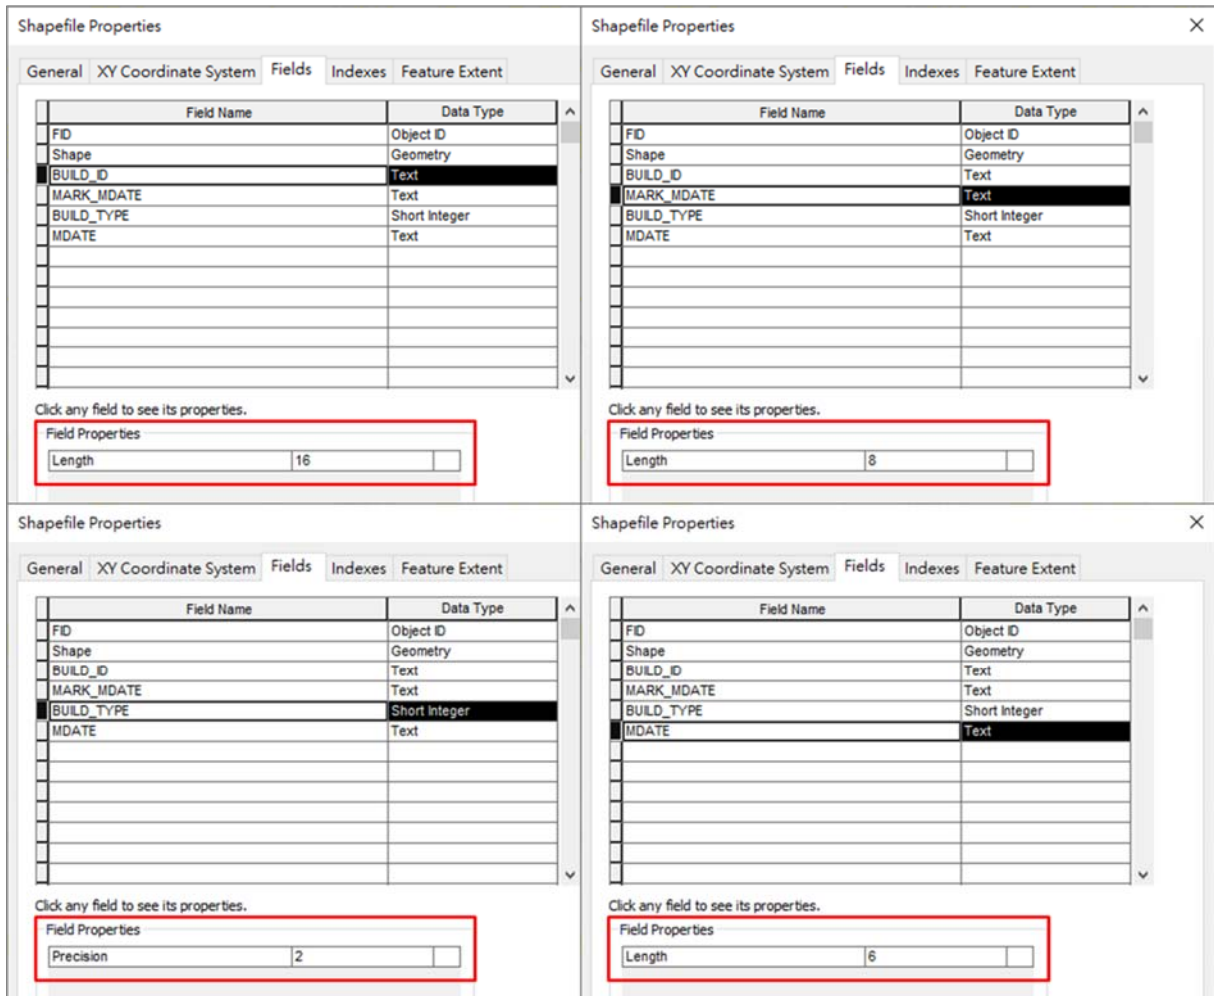 Shapefile Properties
General XY Coordinate System Fields Indexes Feature Extent
Field Name Data Type
FID Object ID
Shape Geometry
BUILD_ID Text
MARK_MDATE Text
BUILD_TYPE Short Integer
MDATE Text
Click any field to see its properties.
Field Properties
Length 16
Shapefile Properties
General XY Coordinate System Fields Indexes Feature Extent
Field Name Data Type
FID Object ID
Shape Geometry
BUILD_ID Text
MARK_MDATE Text
BUILD_TYPE Short Integer
MDATE Text
Click any field to see its properties.
Field Properties
Length 8
Shapefile Properties
General XY Coordinate System Fields Indexes Feature Extent
Field Name Data Type
FID Object ID
Shape Geometry
BUILD_ID Text
MARK_MDATE Text
BUILD_TYPE Short Integer
MDATE Text
Click any field to see its properties.
Field Properties
Precision 2
Shapefile Properties
General XY Coordinate System Fields Indexes Feature Extent
Field Name Data Type
FID Object ID
Shape Geometry
BUILD_ID Text
MARK_MDATE Text
BUILD_TYPE Short Integer
MDATE Text
Click any field to see its properties.
Field Properties
Length 6